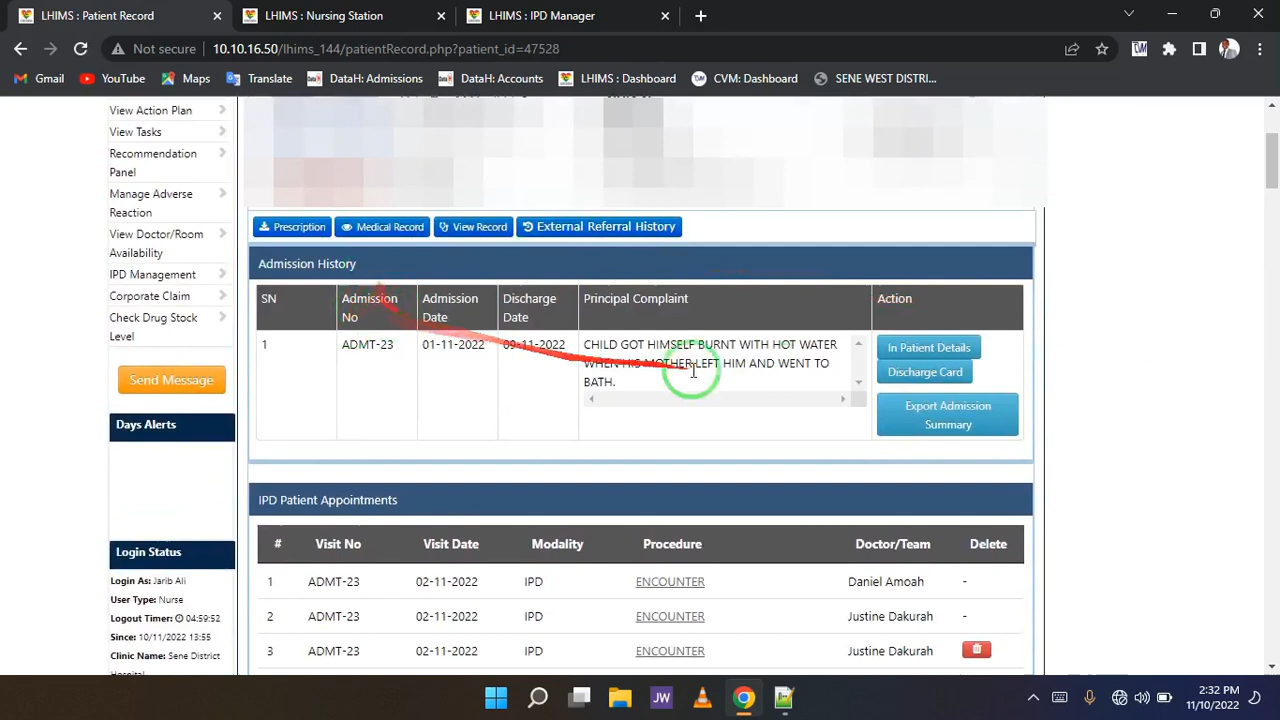 LHIMS : Patient Record
LHIMS : Nursing Station
LHIMS : IPD Manager
Not secure
10.10.16.50/lhims_144/patientRecord.php?patient_id=47528
Gmail
YouTube
Maps
Translate
DataH: Admissions
DataH: Accounts
LHIMS : Dashboard
CVM: Dashboard
SENE WEST DISTRI...
View Action Plan
View Tasks
Recommendation
Panel
Manage Adverse
Reaction
View Doctor/Room
Availability
IPD Management
Corporate Claim
Check Drug Stock
Level
Send Message
Days Alerts
Login Status
Login As: Jarib Ali
User Type: Nurse
Logout Timer: 04:59:52
Since: 10/11/2022 13:55
Clinic Name: Sene District
Hospital
Prescription
Medical Record
View Record
External Referral History
Admission History
SN
Admission
No
Admission
Date
Discharge
Date
Principal Complaint
Action
1
ADMT-23
01-11-2022
09-11-2022
CHILD GOT HIMSELF BURNT WITH HOT WATER
WHEN HIS MOTHER LEFT HIM AND WENT TO
BATH.
In Patient Details
Discharge Card
Export Admission
Summary
IPD Patient Appointments
# Visit No Visit Date Modality Procedure Doctor/Team Delete
1 ADMT-23 02-11-2022 IPD ENCOUNTER Daniel Amoah -
2 ADMT-23 02-11-2022 IPD ENCOUNTER Justine Dakurah -
3 ADMT-23 02-11-2022 IPD ENCOUNTER Justine Dakurah
JW
2:32 PM
11/10/2022